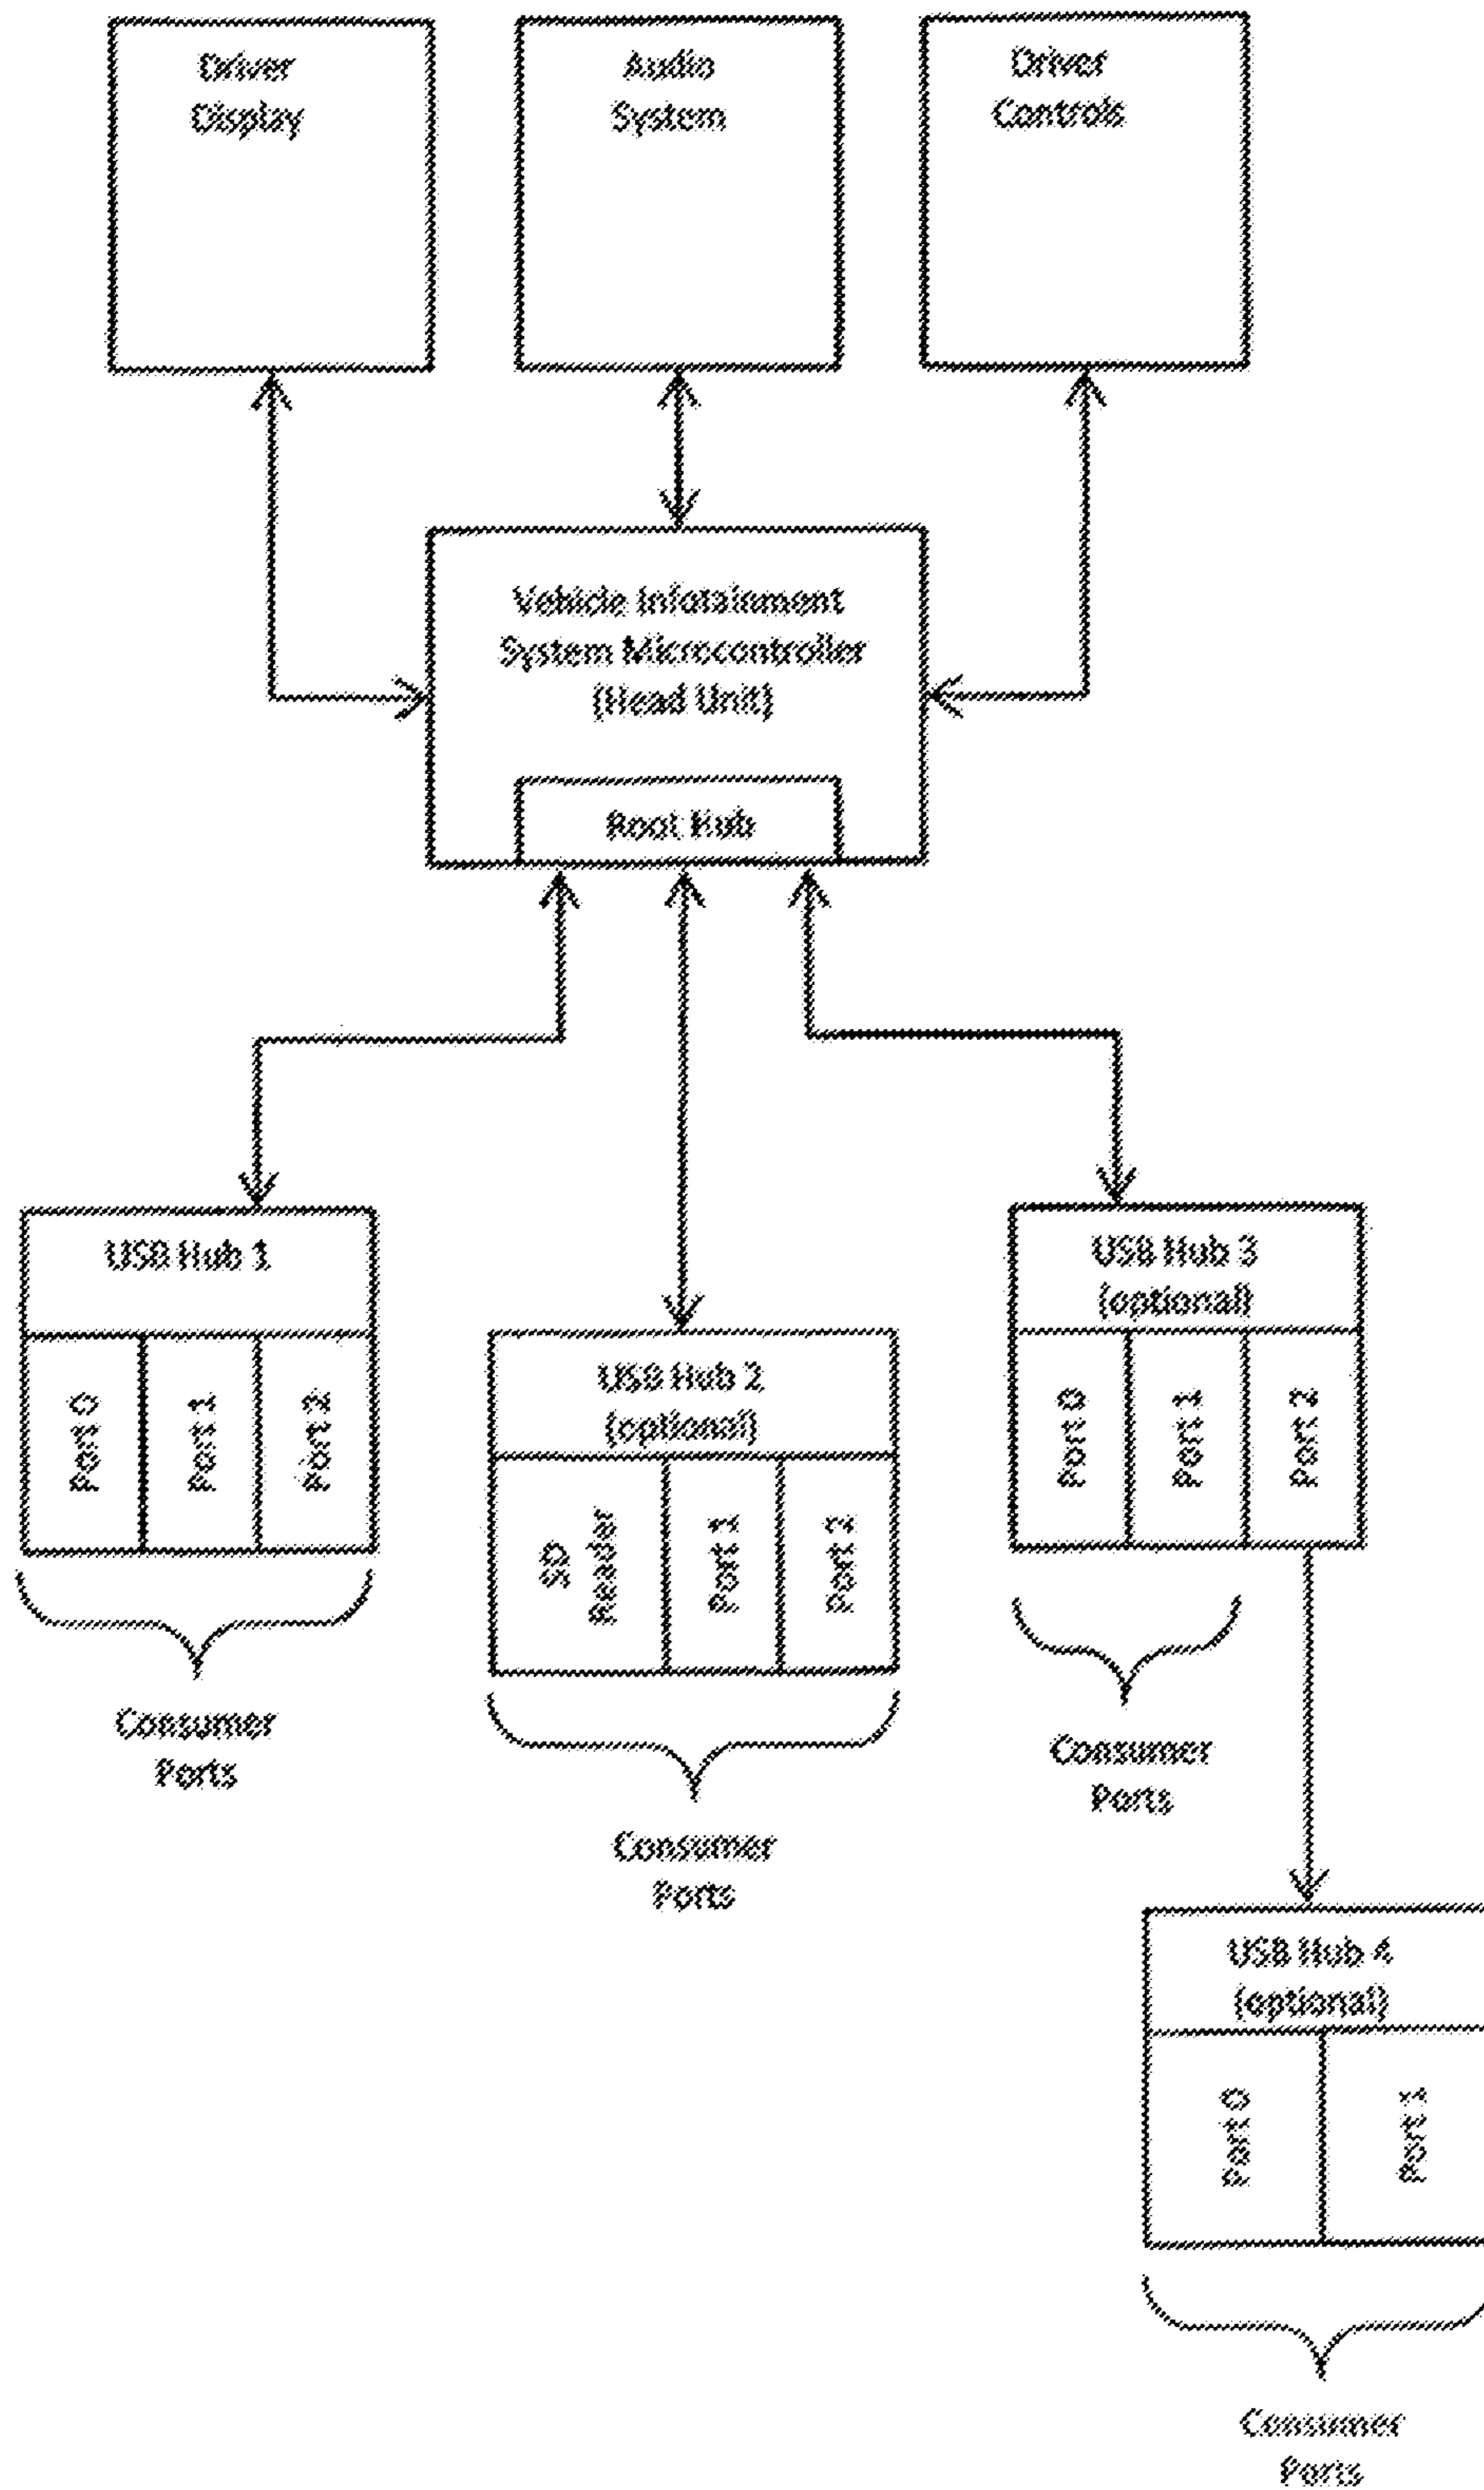 Driver
Display
Audio
System
Driver
Controls
Vehicle Infotainment
System Microcontroller
(Head Unit)
Root Hub
USB Hub 1
Port 0
Port 1
Port 2
Consumer
Ports
USB Hub 2
(optional)
SD
Reader
Port 1
Port 2
Consumer
Ports
USB Hub 3
(optional)
Port 0
Port 1
Port 2
Consumer
Ports
USB Hub 4
(optional)
Port 0
Port 1
Consumer
Ports